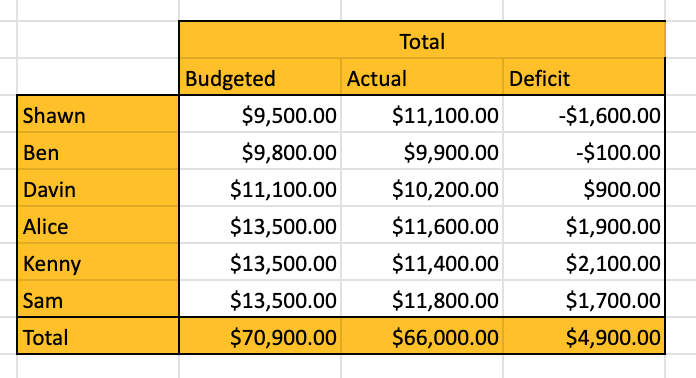 Total
Budgeted Actual Deficit
Shawn $9,500.00 $11,100.00 -$1,600.00
Ben $9,800.00 $9,900.00 -$100.00
Davin $11,100.00 $10,200.00 $900.00
Alice $13,500.00 $11,600.00 $1,900.00
Kenny $13,500.00 $11,400.00 $2,100.00
Sam $13,500.00 $11,800.00 $1,700.00
Total $70,900.00 $66,000.00 $4,900.00